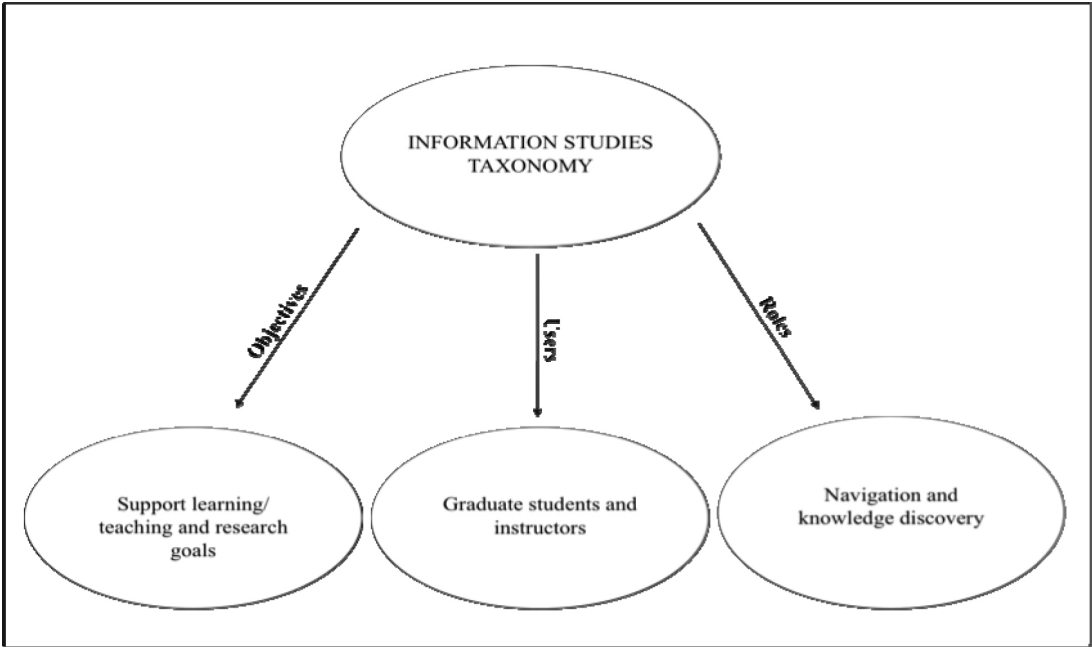 INFORMATION STUDIES
TAXONOMY
Objectives
Users
Roles
Support learning/
teaching and research
goals
Graduate students and
instructors
Navigation and
knowledge discovery